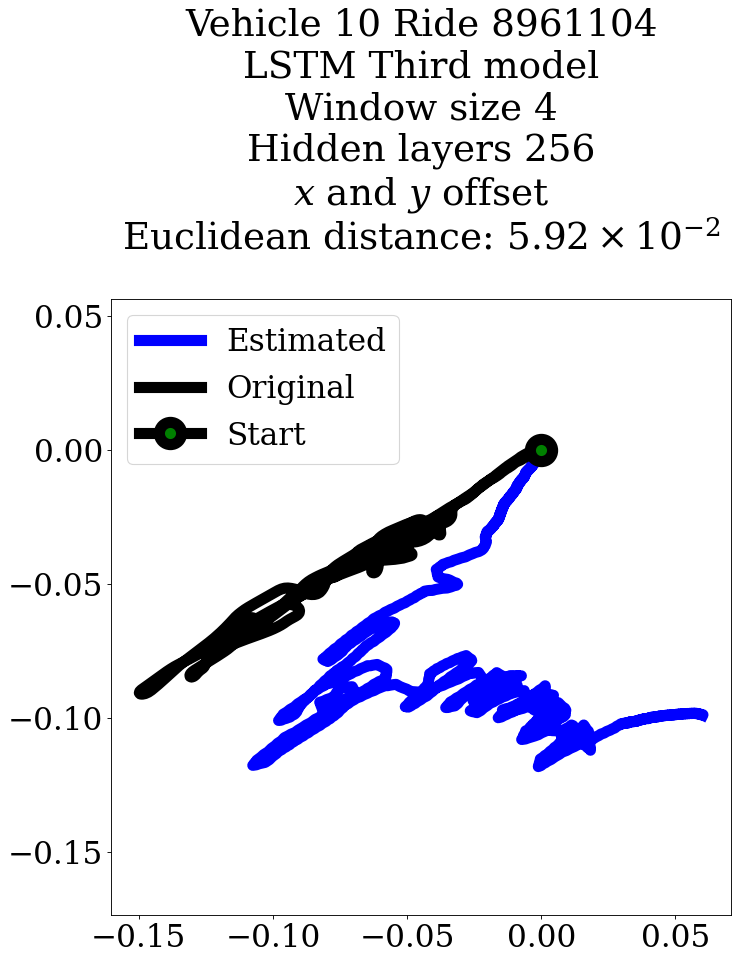 Vehicle 10 Ride 8961104
LSTM Third model
Window size 4
Hidden layers 256
x and y offset
Euclidean distance: 5.92 × 10⁻²
Estimated
Original
Start
0.05
0.00
−0.05
−0.10
−0.15
−0.15 −0.10 −0.05 0.00 0.05